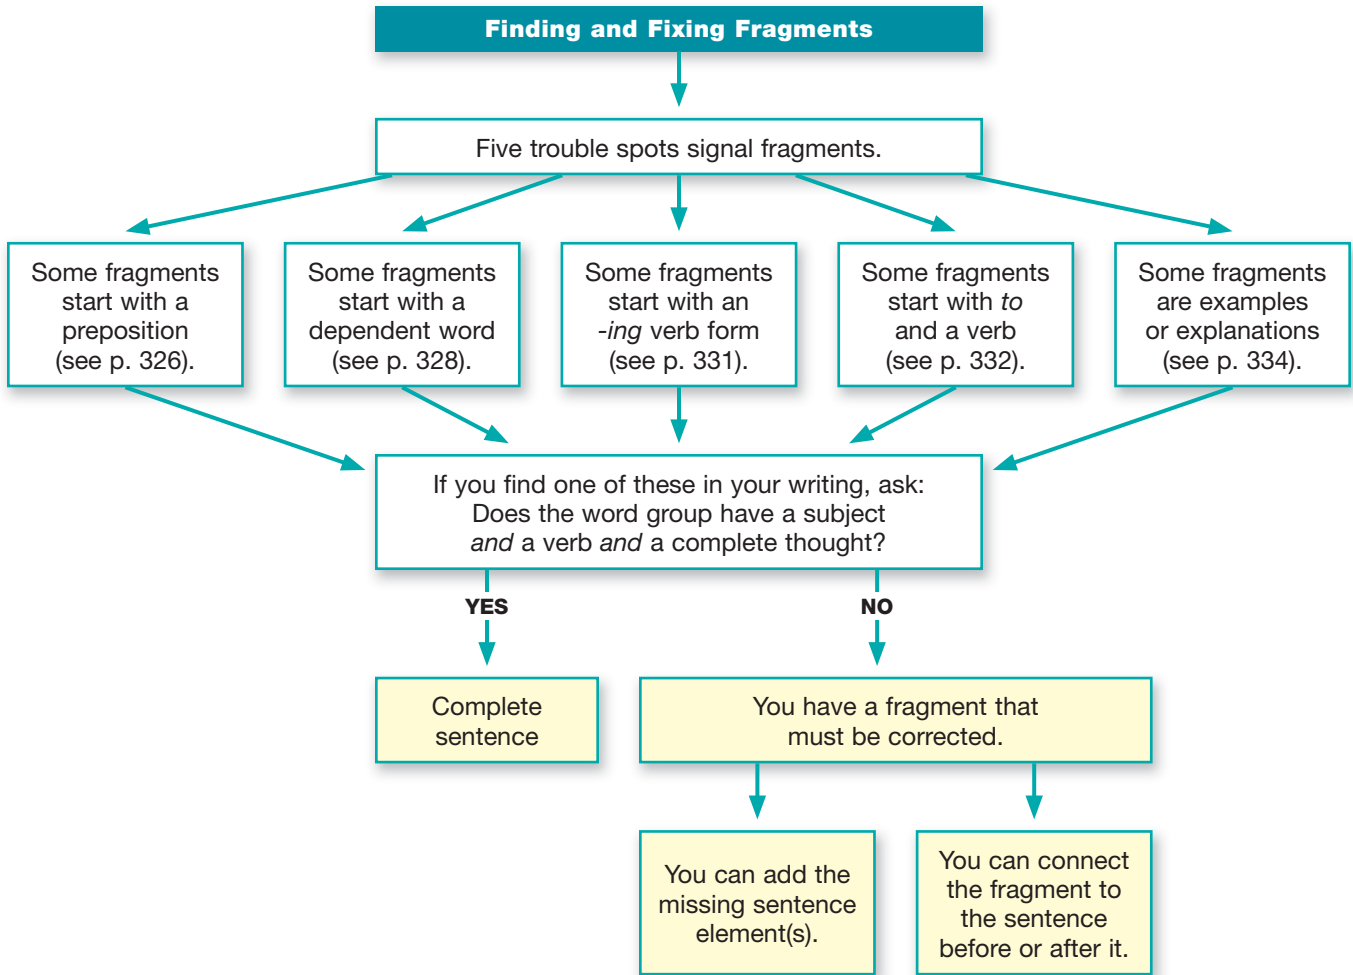 Finding and Fixing Fragments
Five trouble spots signal fragments.
Some fragments
start with a
preposition
(see p. 326).
Some fragments
start with a
dependent word
(see p. 328).
Some fragments
start with an
-ing verb form
(see p. 331).
Some fragments
start with to
and a verb
(see p. 332).
Some fragments
are examples
or explanations
(see p. 334).
If you find one of these in your writing, ask:
Does the word group have a subject
and a verb and a complete thought?
YES
NO
Complete
sentence
You have a fragment that
must be corrected.
You can add the
missing sentence
element(s).
You can connect
the fragment to
the sentence
before or after it.